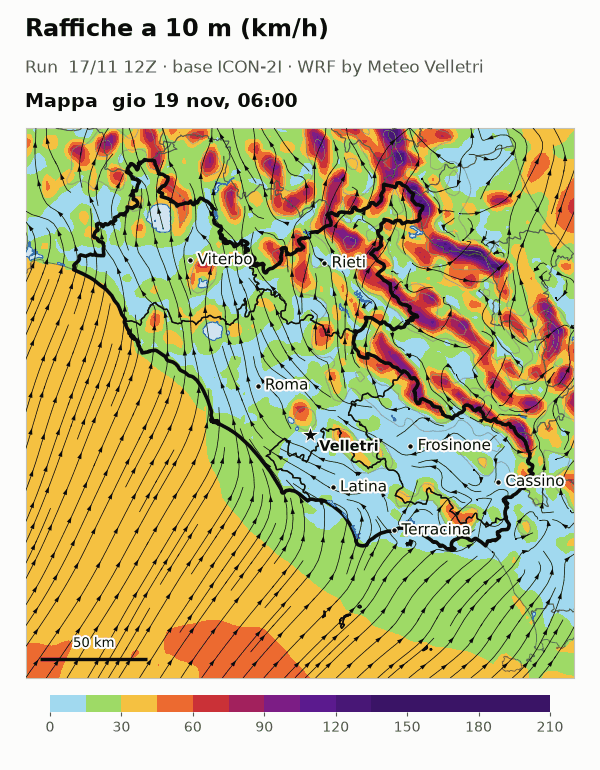 Raffiche a 10 m (km/h)
Run  17/11 12Z · base ICON-2I · WRF by Meteo Velletri
Mappa  gio 19 nov, 06:00
Viterbo
Rieti
Roma
Velletri
Frosinone
Cassino
Latina
Terracina
50 km
0 30 60 90 120 150 180 210